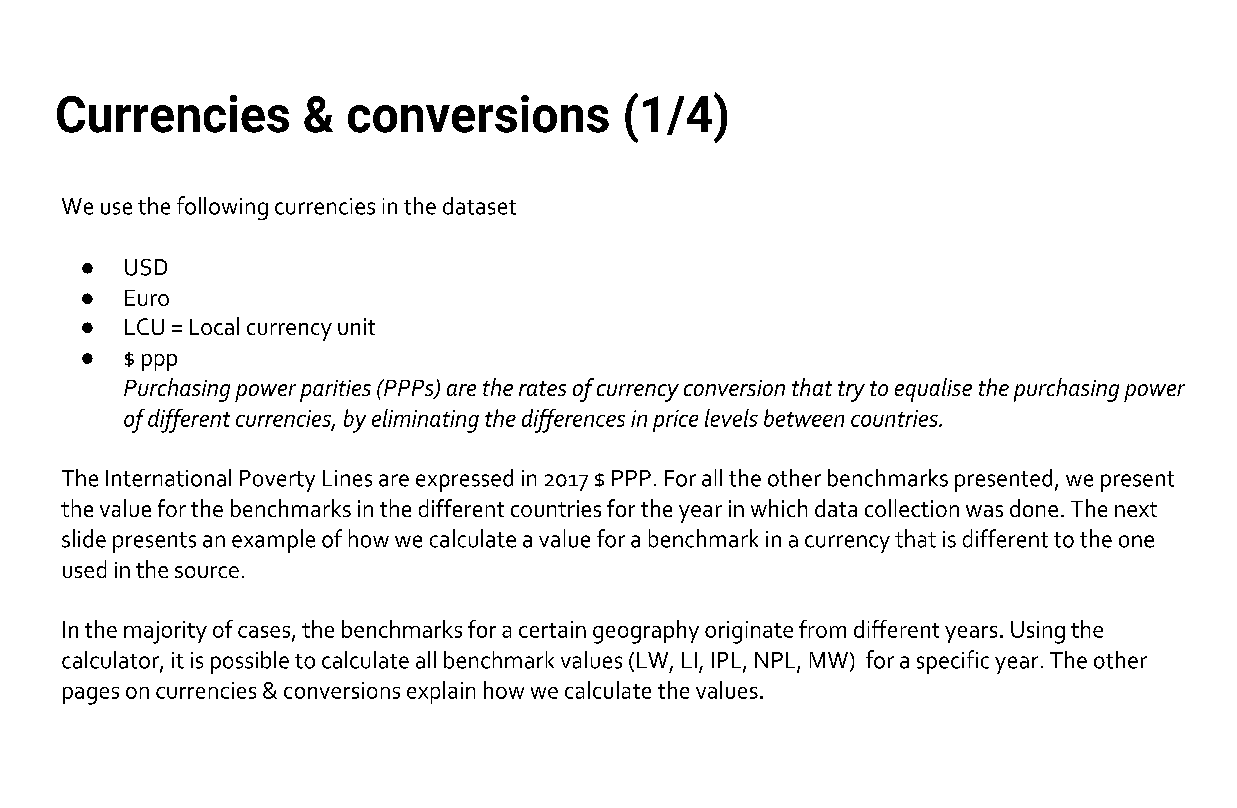 Currencies & conversions (1/4)
We use the following currencies in the dataset
● USD
● Euro
● LCU = Local currency unit
● $ ppp
Purchasing power parities (PPPs) are the rates of currency conversion that try to equalise the purchasing power
of different currencies, by eliminating the differences in price levels between countries.
The International Poverty Lines are expressed in 2017 $ PPP. For all the other benchmarks presented, we present
the value for the benchmarks in the different countries for the year in which data collection was done. The next
slide presents an example of how we calculate a value for a benchmark in a currency that is different to the one
used in the source.
In the majority of cases, the benchmarks for a certain geography originate from different years. Using the
calculator, it is possible to calculate all benchmark values (LW, LI, IPL, NPL, MW)  for a specific year. The other
pages on currencies & conversions explain how we calculate the values.